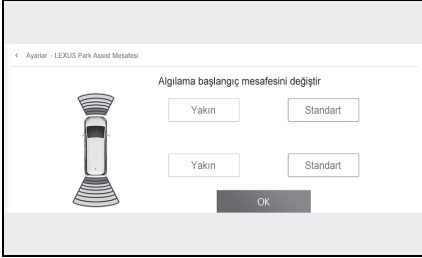 < Ayarlar · LEXUS Park Assist Mesafesi
Algılama başlangıç mesafesini değiştir
Yakın Standart
Yakın Standart
OK